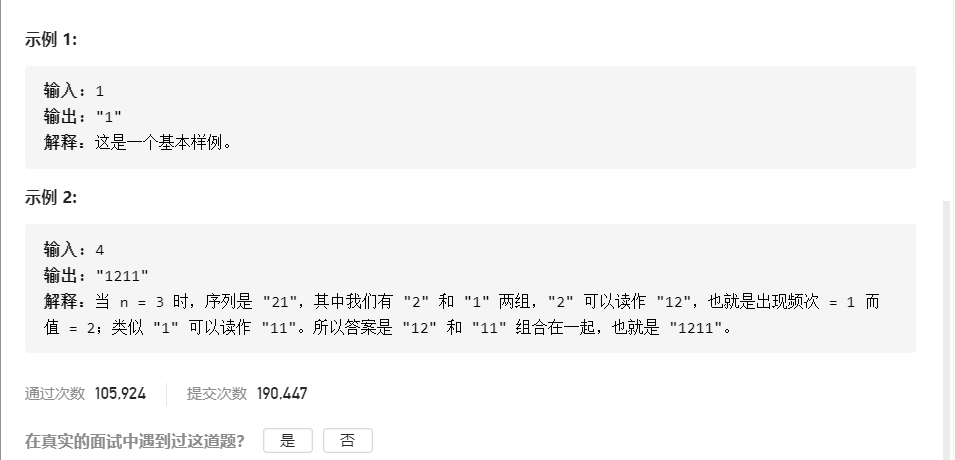 示例 1:
输入：1
输出："1"
解释：这是一个基本样例。
示例 2:
输入：4
输出："1211"
解释：当 n = 3 时，序列是 "21"，其中我们有 "2" 和 "1" 两组，"2" 可以读作 "12"，也就是出现频次 = 1 而
值 = 2；类似 "1" 可以读作 "11"。所以答案是 "12" 和 "11" 组合在一起，也就是 "1211"。
通过次数 105,924 提交次数 190,447
在真实的面试中遇到过这道题? 是 否